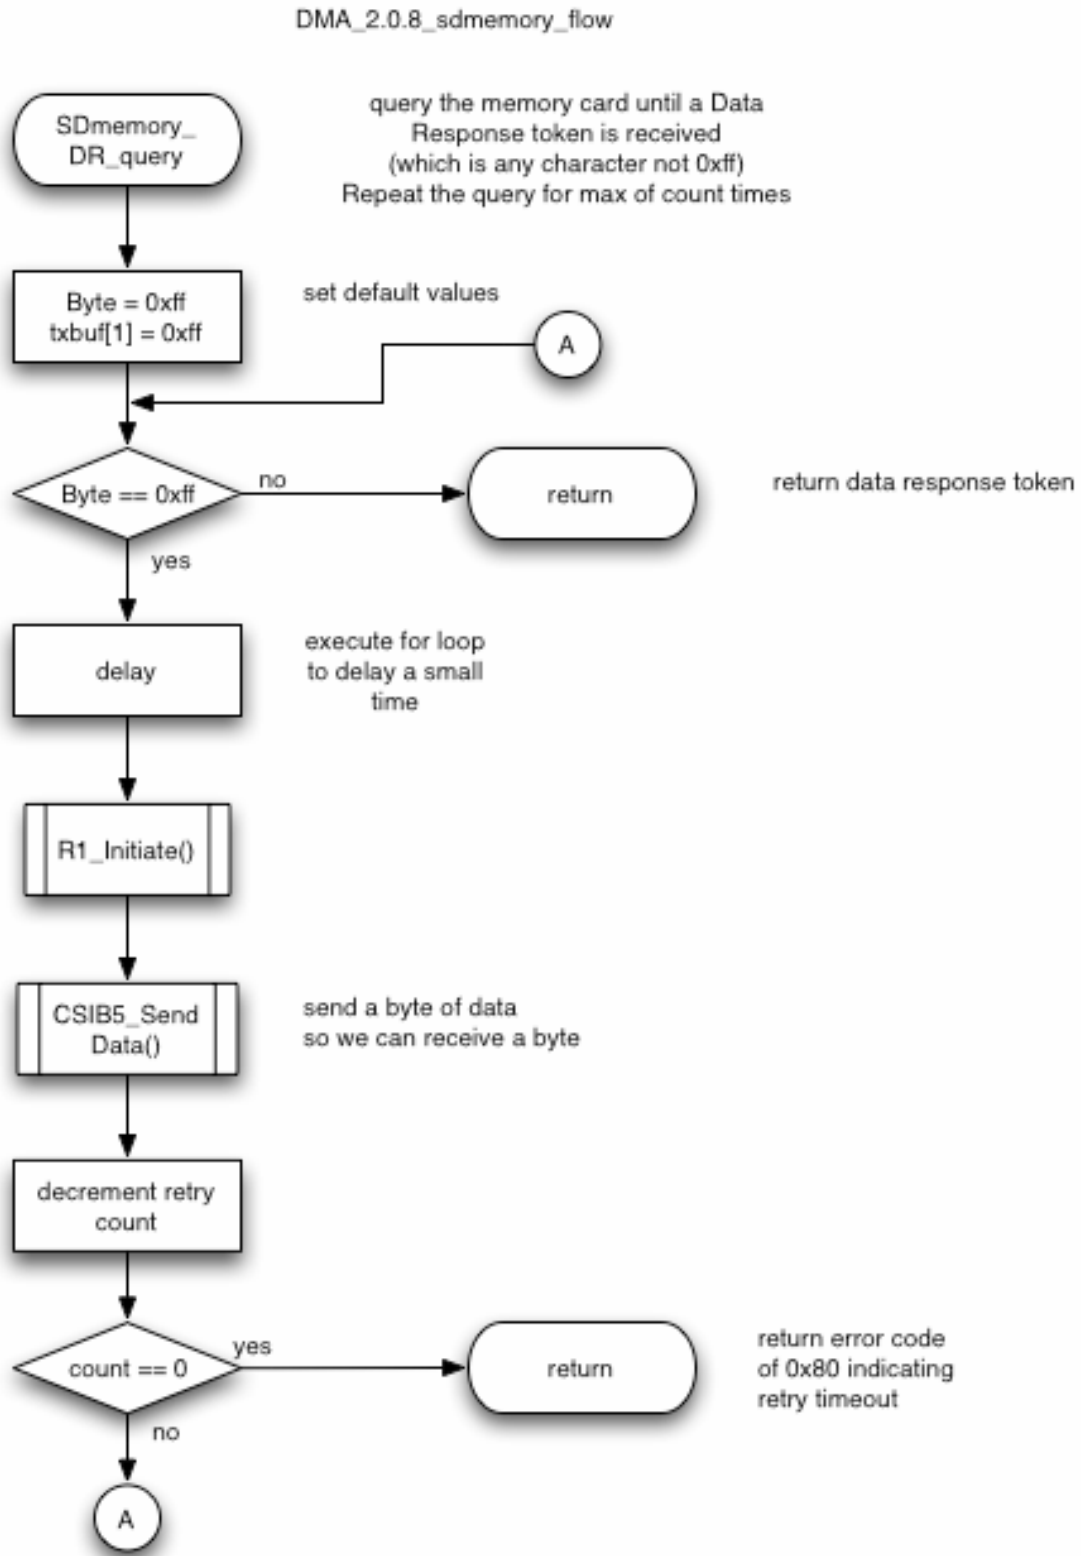 DMA_2.0.8_sdmemory_flow
SDmemory_
DR_query
query the memory card until a Data
Response token is received
(which is any character not 0xff)
Repeat the query for max of count times
Byte = 0xff
txbuf[1] = 0xff
set default values
A
Byte == 0xff
no
return
return data response token
yes
delay
execute for loop
to delay a small
time
R1_Initiate()
CSIB5_Send
Data()
send a byte of data
so we can receive a byte
decrement retry
count
count == 0
yes
return
return error code
of 0x80 indicating
retry timeout
no
A